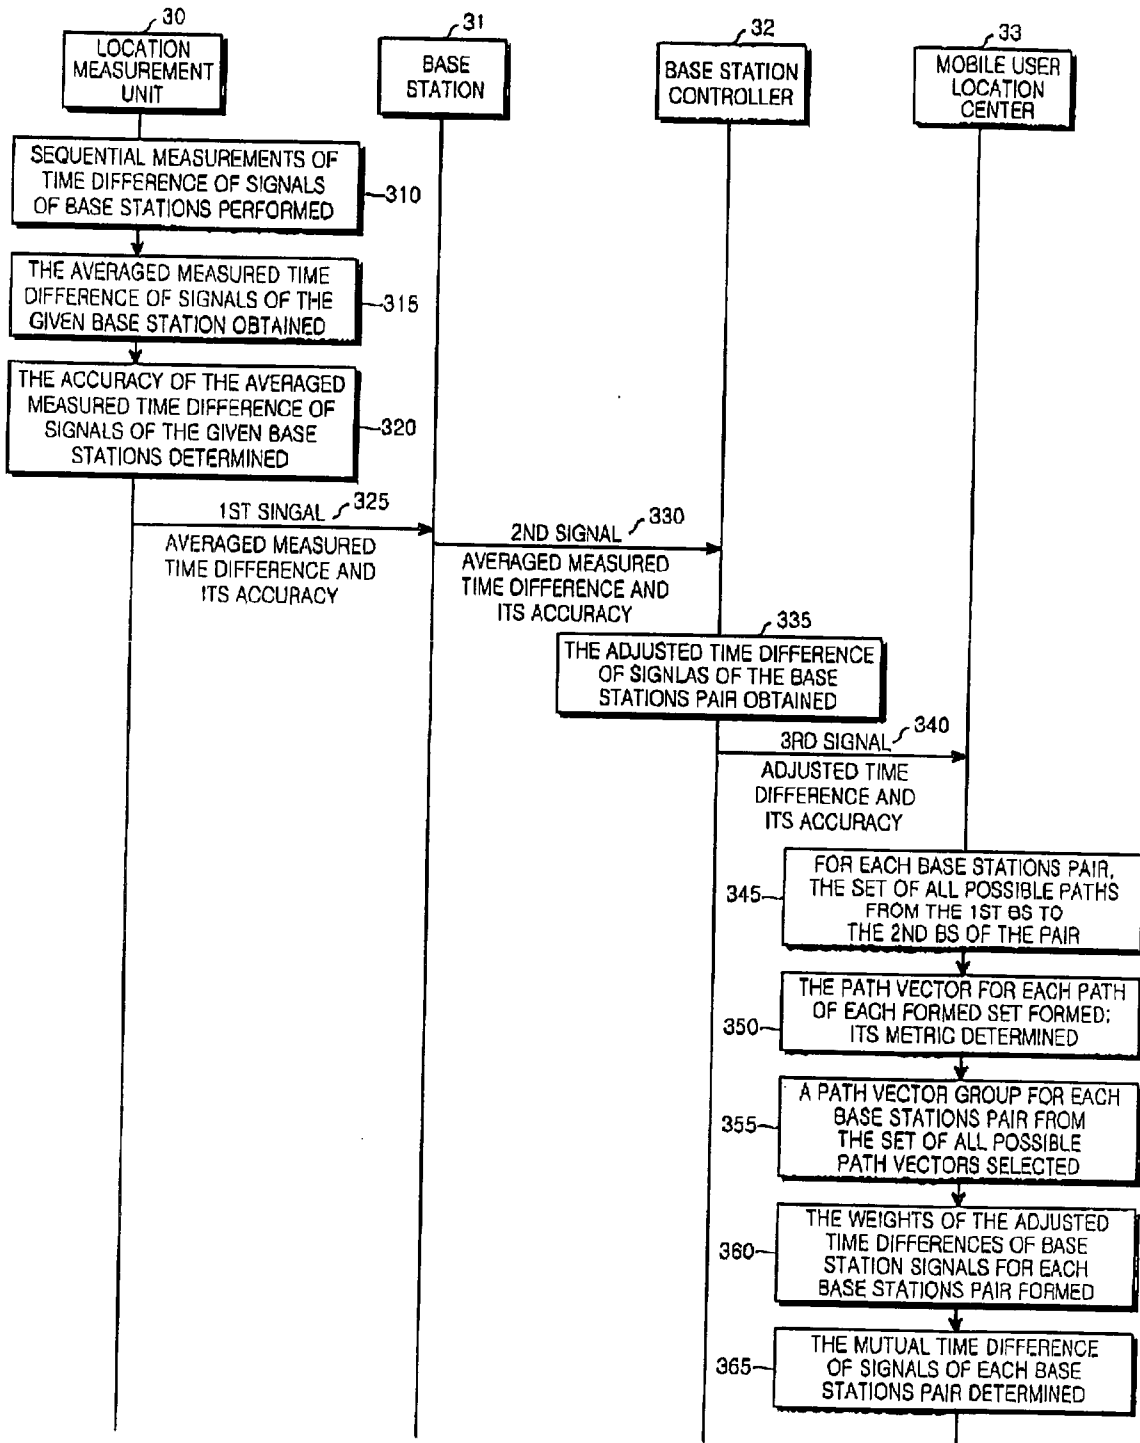 30
LOCATION
MEASUREMENT
UNIT
31
BASE
STATION
32
BASE STATION
CONTROLLER
33
MOBILE USER
LOCATION
CENTER
SEQUENTIAL MEASUREMENTS OF
TIME DIFFERENCE OF SIGNALS
OF BASE STATIONS PERFORMED
310
THE AVERAGED MEASURED TIME
DIFFERENCE OF SIGNALS OF THE
GIVEN BASE STATION OBTAINED
315
THE ACCURACY OF THE AVERAGED
MEASURED TIME DIFFERENCE OF
SIGNALS OF THE GIVEN BASE
STATIONS DETERMINED
320
1ST SINGAL
325
AVERAGED MEASURED
TIME DIFFERENCE AND
ITS ACCURACY
2ND SIGNAL
330
AVERAGED MEASURED
TIME DIFFERENCE AND
ITS ACCURACY
335
THE ADJUSTED TIME DIFFERENCE
OF SIGNLAS OF THE BASE
STATIONS PAIR OBTAINED
3RD SIGNAL
340
ADJUSTED TIME
DIFFERENCE AND
ITS ACCURACY
345
FOR EACH BASE STATIONS PAIR,
THE SET OF ALL POSSIBLE PATHS
FROM THE 1ST BS TO
THE 2ND BS OF THE PAIR
350
THE PATH VECTOR FOR EACH PATH
OF EACH FORMED SET FORMED;
ITS METRIC DETERMINED
355
A PATH VECTOR GROUP FOR EACH
BASE STATIONS PAIR FROM
THE SET OF ALL POSSIBLE
PATH VECTORS SELECTED
360
THE WEIGHTS OF THE ADJUSTED
TIME DIFFERENCES OF BASE
STATION SIGNALS FOR EACH
BASE STATIONS PAIR FORMED
365
THE MUTUAL TIME DIFFERENCE
OF SIGNALS OF EACH BASE
STATIONS PAIR DETERMINED